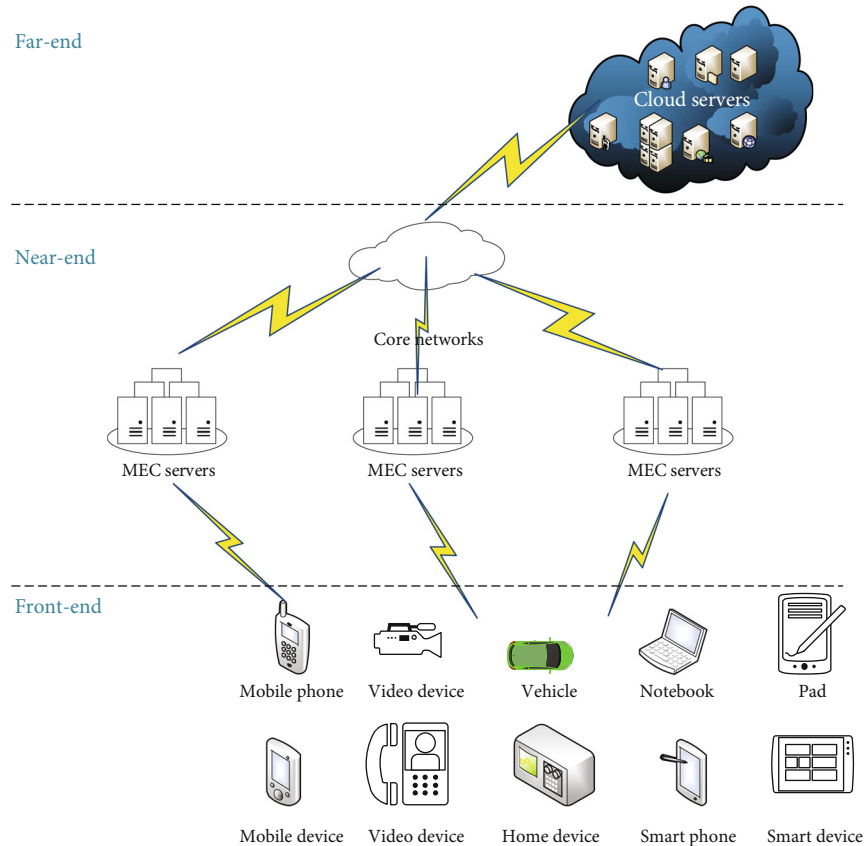 Far-end
Cloud servers
Near-end
Core networks
MEC servers
MEC servers
MEC servers
Front-end
Mobile phone
Video device
Vehicle
Notebook
Pad
Mobile device
Video device
Home device
Smart phone
Smart device